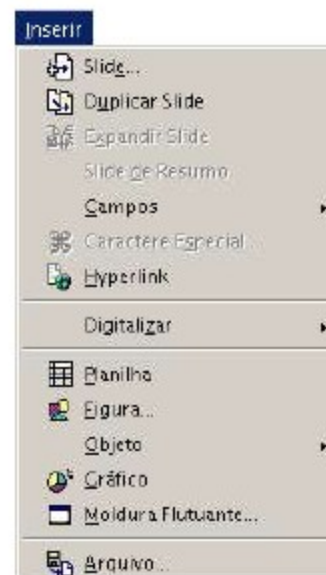 Inserir
Slide...
Duplicar Slide
Expandir Slide
Slide de Resumo
Campos
Caractere Especial
Hyperlink
Digitalizar
Planilha
Figura...
Objeto
Gráfico
Moldura Flutuante...
Arquivo...